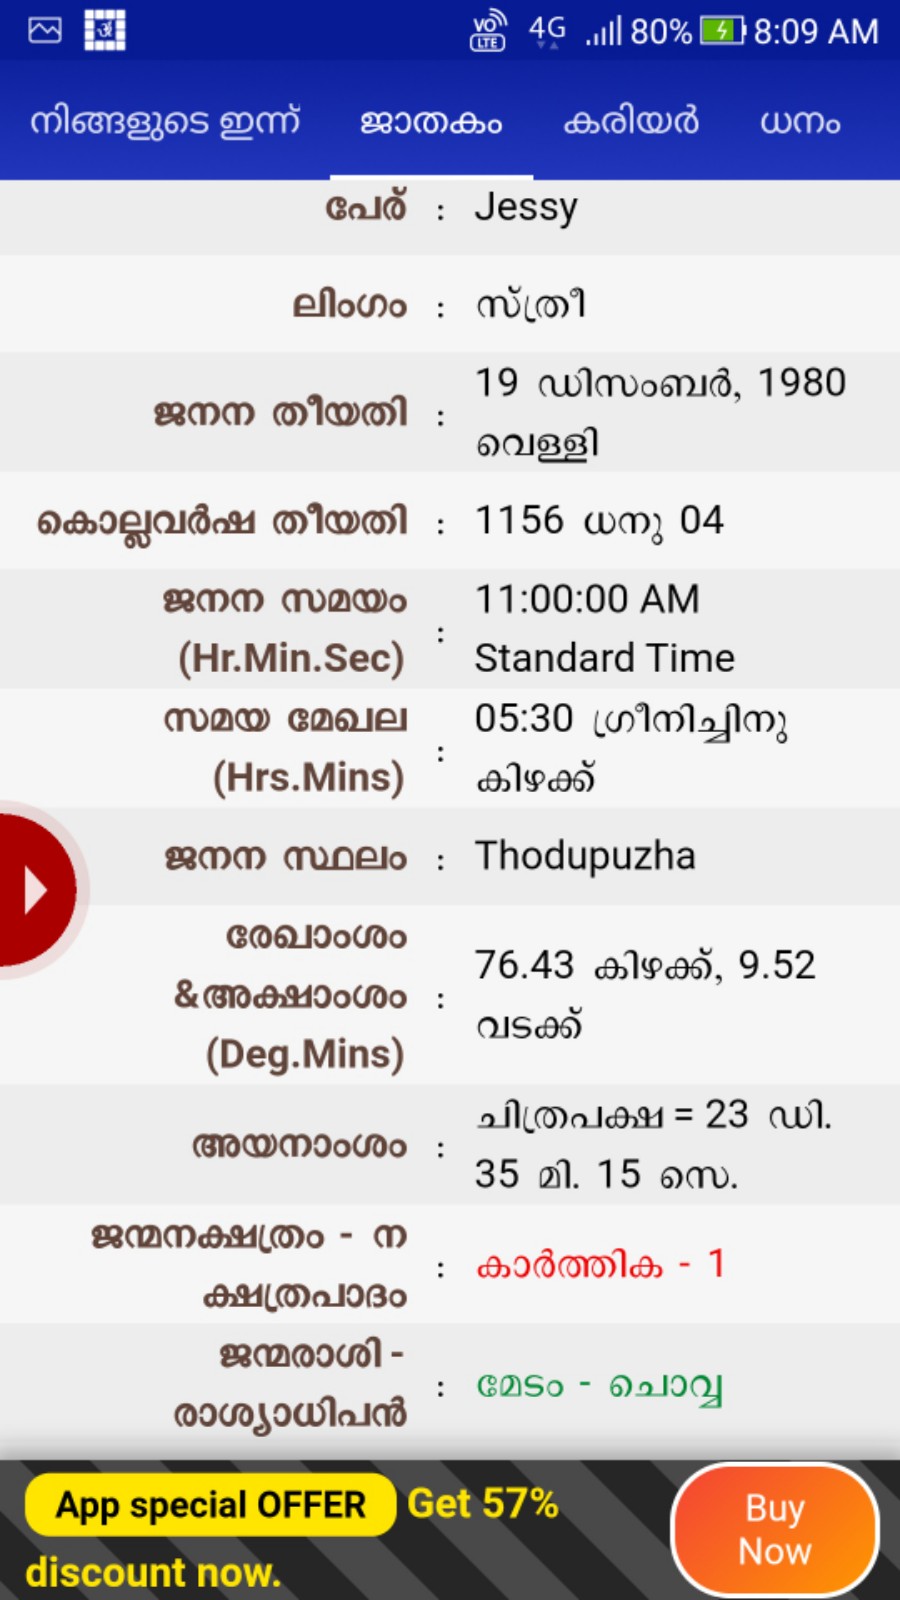 VO LTE 4G 80% 8:09 AM
നിങ്ങളുടെ ഇന്ന് ജാതകം കരിയർ ധനം
പേര് : Jessy
ലിംഗം : സ്ത്രീ
ജനന തീയതി : 19 ഡിസംബർ, 1980
വെള്ളി
കൊല്ലവർഷ തീയതി : 1156 ധനു 04
ജനന സമയം
(Hr.Min.Sec) : 11:00:00 AM
Standard Time
സമയ മേഖല
(Hrs.Mins) : 05:30 ഗ്രീനിച്ചിനു
കിഴക്ക്
ജനന സ്ഥലം : Thodupuzha
രേഖാംശം
&അക്ഷാംശം
(Deg.Mins) : 76.43 കിഴക്ക്, 9.52
വടക്ക്
അയനാംശം : ചിത്രപക്ഷ = 23 ഡി.
35 മി. 15 സെ.
ജന്മനക്ഷത്രം - ന
ക്ഷത്രപാദം : കാർത്തിക - 1
ജന്മരാശി -
രാശ്യാധിപൻ : മേടം - ചൊവ്വ
App special OFFER Get 57%
discount now.
Buy
Now